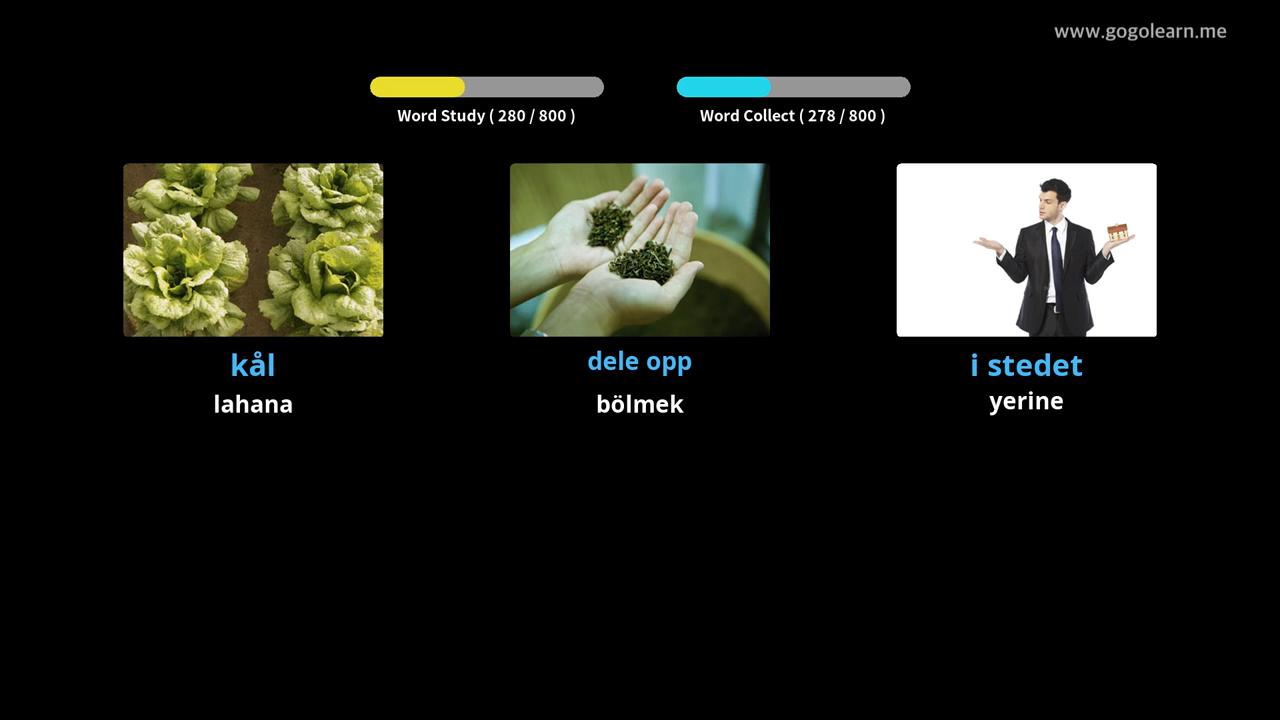 www.gogolearn.me
Word Study ( 280 / 800 )
Word Collect ( 278 / 800 )
kål
dele opp
i stedet
lahana
bölmek
yerine